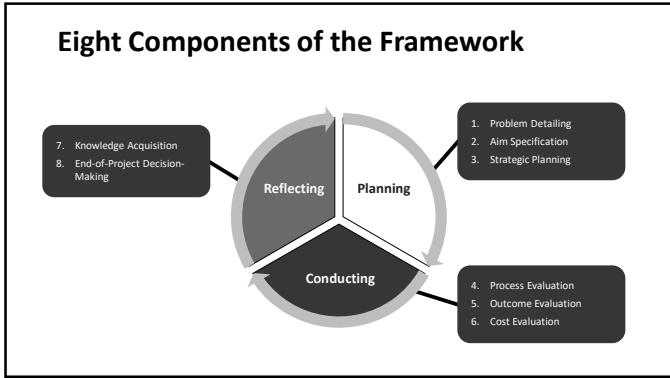 Eight Components of the Framework
1. Problem Detailing
2. Aim Specification
3. Strategic Planning
7. Knowledge Acquisition
8. End-of-Project Decision-
Making
Reflecting
Planning
Conducting
4. Process Evaluation
5. Outcome Evaluation
6. Cost Evaluation